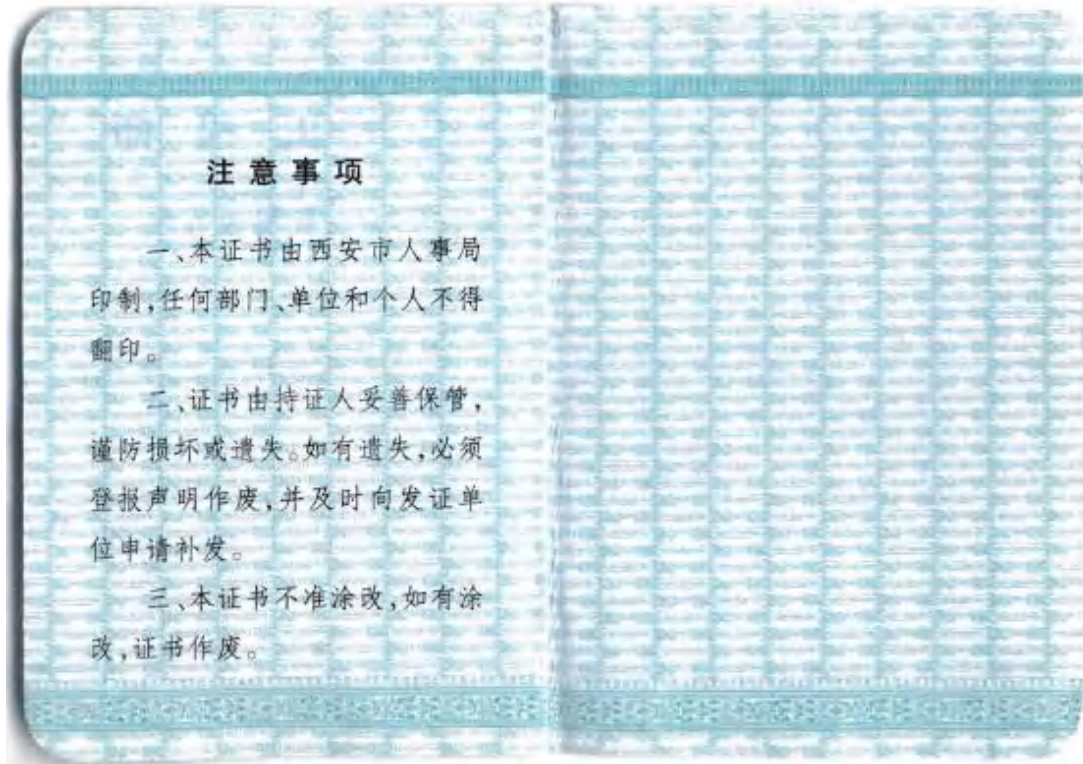 注意事项
一、本证书由西安市人事局
印制,任何部门、单位和个人不得
翻印。
二、证书由持证人妥善保管,
谨防损坏或遗失。如有遗失,必须
登报声明作废,并及时向发证单
位申请补发。
三、本证书不准涂改,如有涂
改,证书作废。